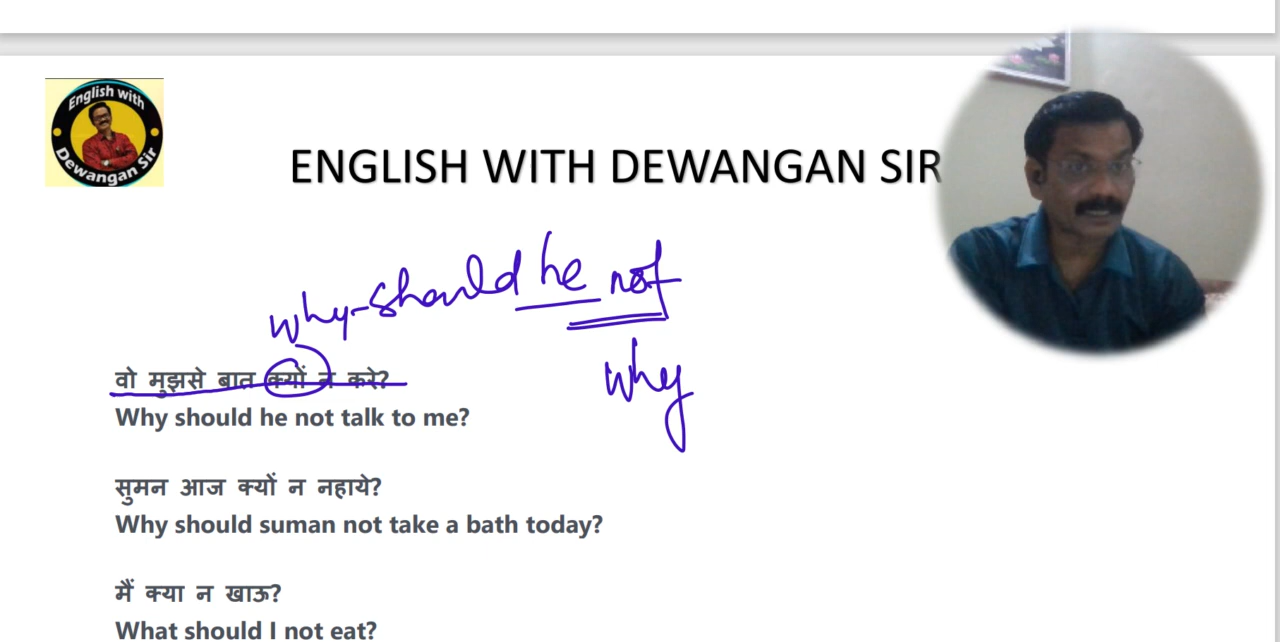 English with
Dewangan Sir
ENGLISH WITH DEWANGAN SIR
why-should he not
वो मुझसे बात क्यों न करे?
why
Why should he not talk to me?
सुमन आज क्यों न नहाये?
Why should suman not take a bath today?
मैं क्या न खाऊ?
What should I not eat?